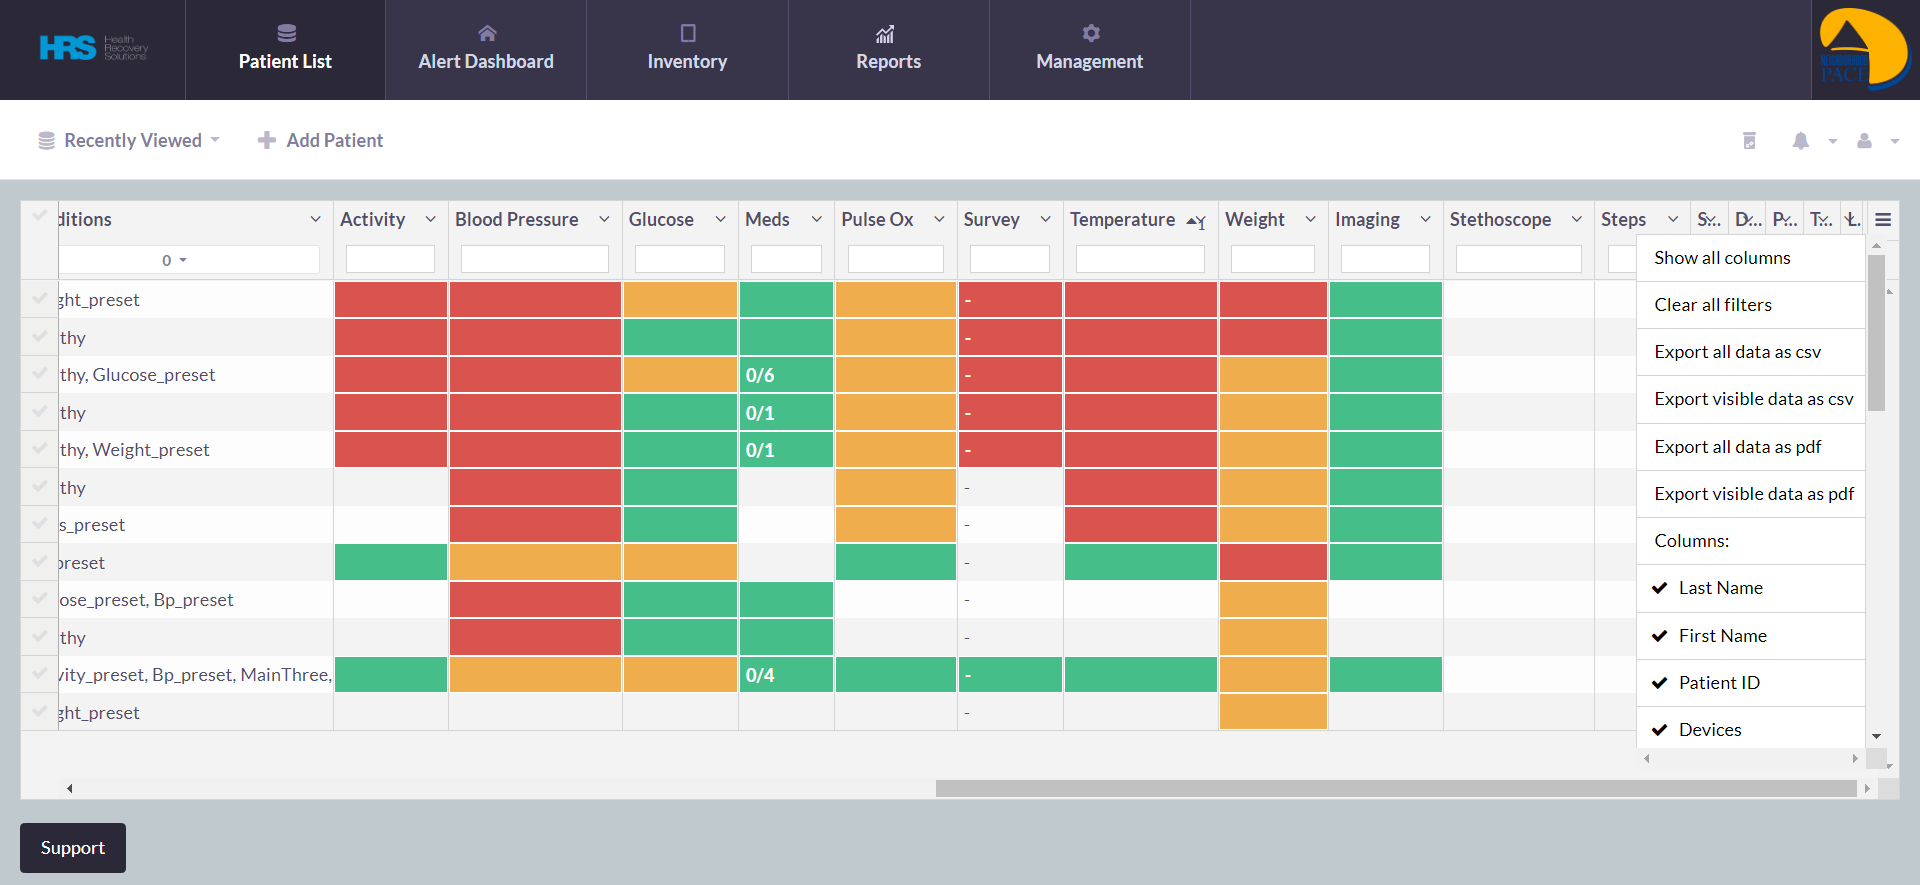 HRS Health Recovery Solutions
Patient List
Alert Dashboard
Inventory
Reports
Management
PACE
Recently Viewed
Add Patient
ditions
Activity
Blood Pressure
Glucose
Meds
Pulse Ox
Survey
Temperature 1
Weight
Imaging
Stethoscope
Steps
S...
D...
P...
T...
L.
0
ght_preset
-
thy
-
thy, Glucose_preset
0/6
-
thy
0/1
-
thy, Weight_preset
0/1
-
thy
-
s_preset
-
preset
-
ose_preset, Bp_preset
-
thy
-
vity_preset, Bp_preset, MainThree,
0/4
-
ght_preset
-
Show all columns
Clear all filters
Export all data as csv
Export visible data as csv
Export all data as pdf
Export visible data as pdf
Columns:
Last Name
First Name
Patient ID
Devices
Support